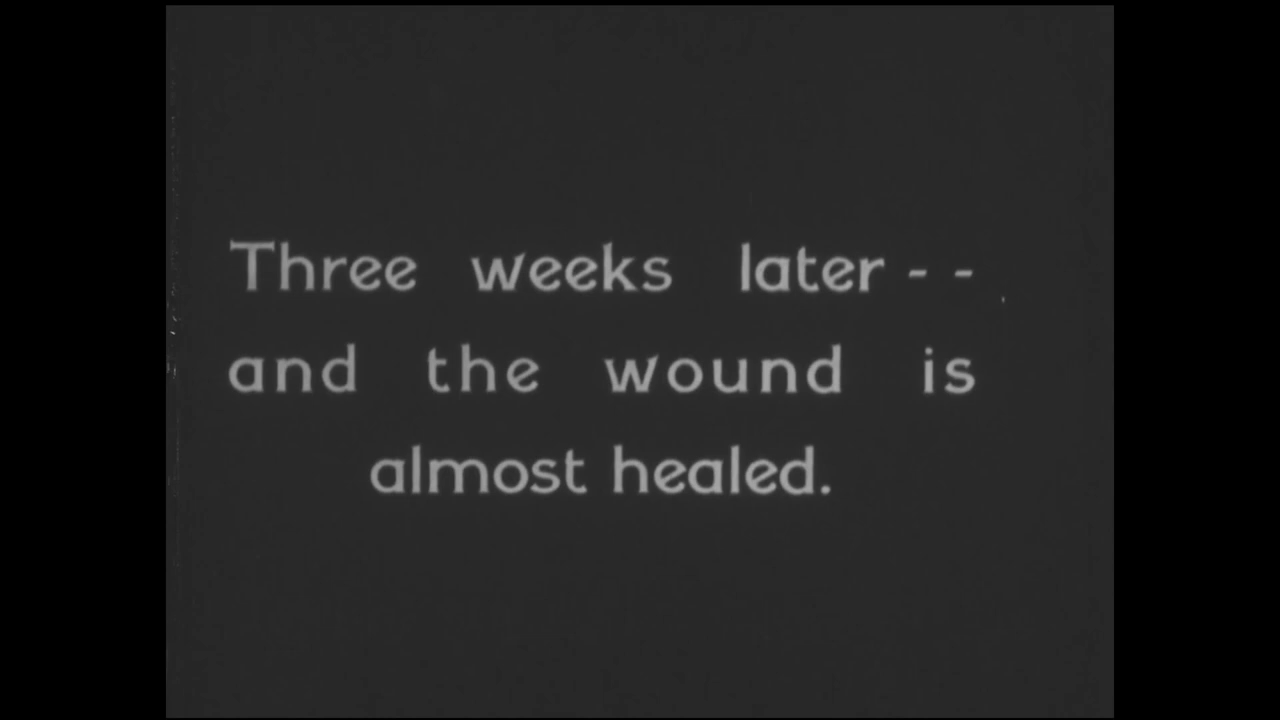 Three weeks later - -
and the wound is
almost healed.